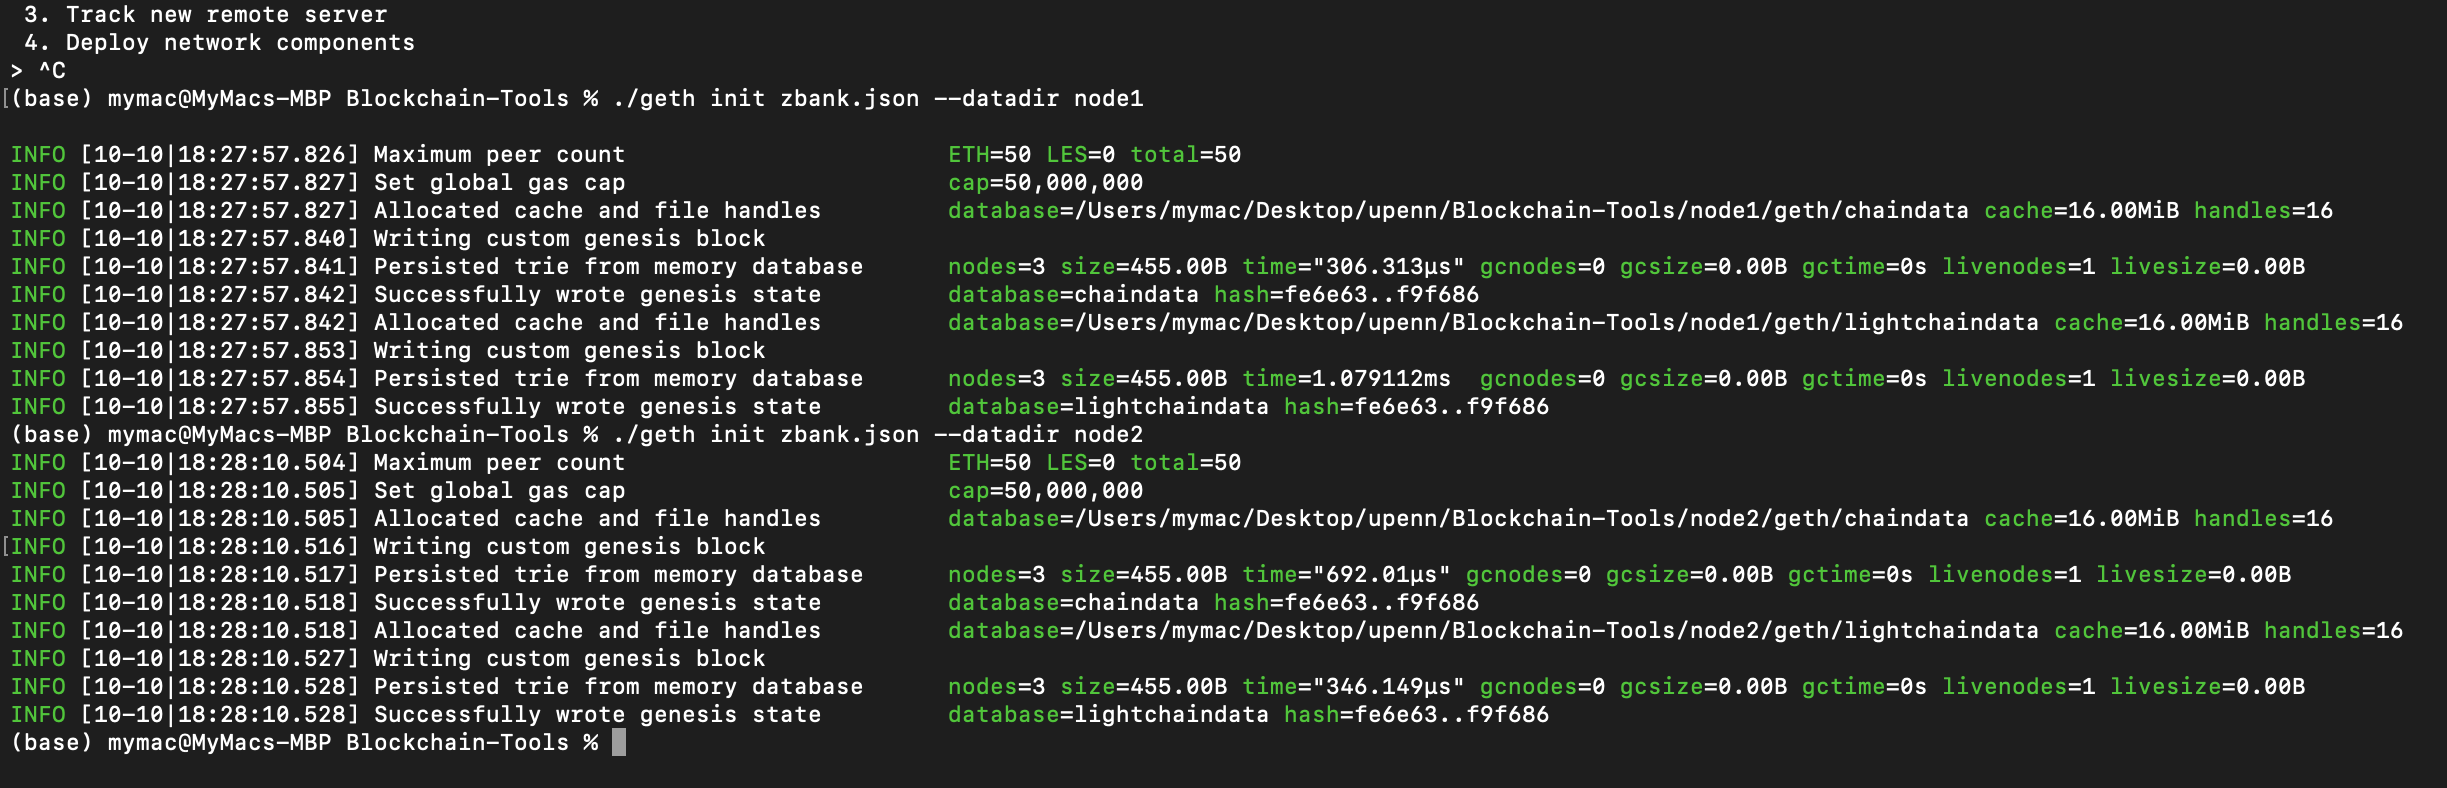 3. Track new remote server
4. Deploy network components
> ^C
[(base) mymac@MyMacs-MBP Blockchain-Tools % ./geth init zbank.json --datadir node1
INFO [10-10|18:27:57.826] Maximum peer count ETH=50 LES=0 total=50
INFO [10-10|18:27:57.827] Set global gas cap cap=50,000,000
INFO [10-10|18:27:57.827] Allocated cache and file handles database=/Users/mymac/Desktop/upenn/Blockchain-Tools/node1/geth/chaindata cache=16.00MiB handles=16
INFO [10-10|18:27:57.840] Writing custom genesis block
INFO [10-10|18:27:57.841] Persisted trie from memory database nodes=3 size=455.00B time="306.313µs" gcnodes=0 gcsize=0.00B gctime=0s livenodes=1 livesize=0.00B
INFO [10-10|18:27:57.842] Successfully wrote genesis state database=chaindata hash=fe6e63..f9f686
INFO [10-10|18:27:57.842] Allocated cache and file handles database=/Users/mymac/Desktop/upenn/Blockchain-Tools/node1/geth/lightchaindata cache=16.00MiB handles=16
INFO [10-10|18:27:57.853] Writing custom genesis block
INFO [10-10|18:27:57.854] Persisted trie from memory database nodes=3 size=455.00B time=1.079112ms gcnodes=0 gcsize=0.00B gctime=0s livenodes=1 livesize=0.00B
INFO [10-10|18:27:57.855] Successfully wrote genesis state database=lightchaindata hash=fe6e63..f9f686
(base) mymac@MyMacs-MBP Blockchain-Tools % ./geth init zbank.json --datadir node2
INFO [10-10|18:28:10.504] Maximum peer count ETH=50 LES=0 total=50
INFO [10-10|18:28:10.505] Set global gas cap cap=50,000,000
INFO [10-10|18:28:10.505] Allocated cache and file handles database=/Users/mymac/Desktop/upenn/Blockchain-Tools/node2/geth/chaindata cache=16.00MiB handles=16
[INFO [10-10|18:28:10.516] Writing custom genesis block
INFO [10-10|18:28:10.517] Persisted trie from memory database nodes=3 size=455.00B time="692.01µs" gcnodes=0 gcsize=0.00B gctime=0s livenodes=1 livesize=0.00B
INFO [10-10|18:28:10.518] Successfully wrote genesis state database=chaindata hash=fe6e63..f9f686
INFO [10-10|18:28:10.518] Allocated cache and file handles database=/Users/mymac/Desktop/upenn/Blockchain-Tools/node2/geth/lightchaindata cache=16.00MiB handles=16
INFO [10-10|18:28:10.527] Writing custom genesis block
INFO [10-10|18:28:10.528] Persisted trie from memory database nodes=3 size=455.00B time="346.149µs" gcnodes=0 gcsize=0.00B gctime=0s livenodes=1 livesize=0.00B
INFO [10-10|18:28:10.528] Successfully wrote genesis state database=lightchaindata hash=fe6e63..f9f686
(base) mymac@MyMacs-MBP Blockchain-Tools %